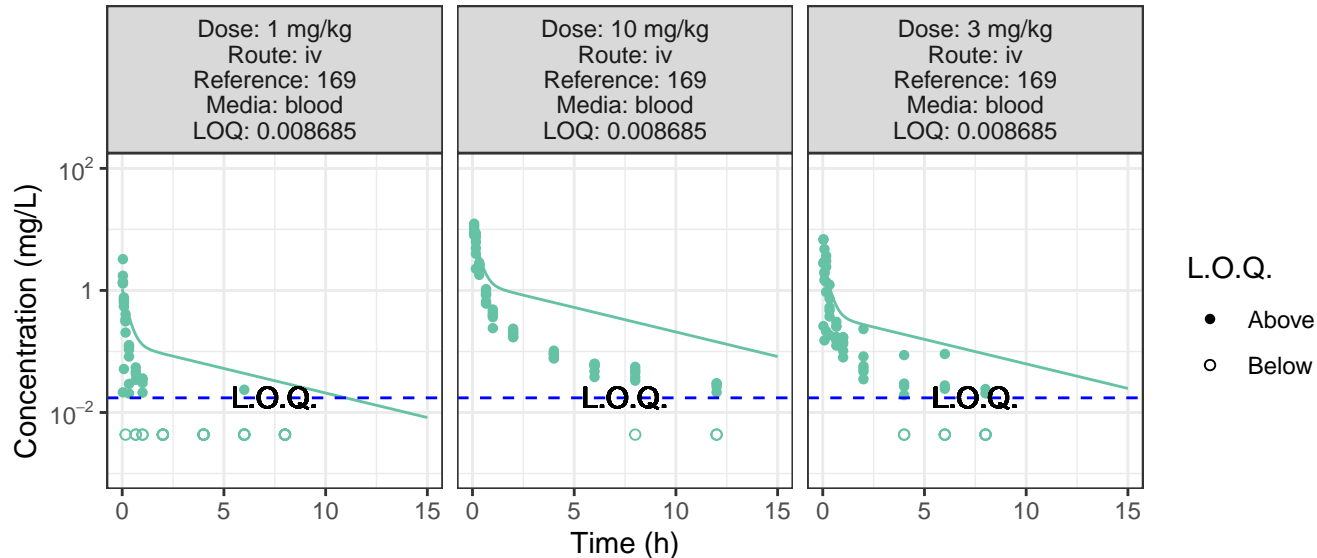 Dose: 1 mg/kg
Route: iv
Reference: 169
Media: blood
LOQ: 0.008685
Dose: 10 mg/kg
Route: iv
Reference: 169
Media: blood
LOQ: 0.008685
Dose: 3 mg/kg
Route: iv
Reference: 169
Media: blood
LOQ: 0.008685
Concentration (mg/L)
10²
1
10⁻²
L.O.Q.
L.O.Q.
L.O.Q.
0 5 10 15
0 5 10 15
0 5 10 15
Time (h)
L.O.Q.
Above
Below